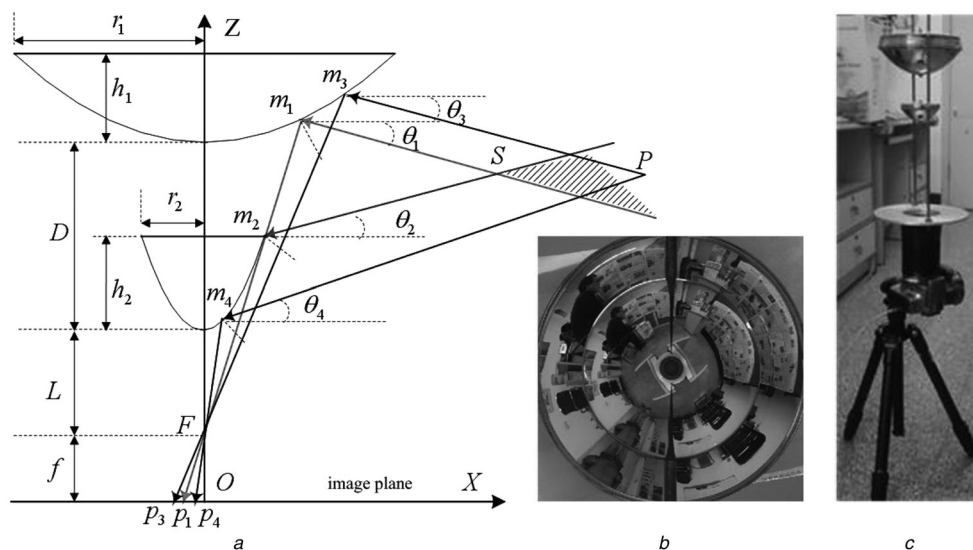 r₁
Z
h₁
m₃
m₁
θ₃
θ₁
S
P
r₂
D
m₂
θ₂
h₂
m₄
θ₄
L
F
f
O
image plane
X
p₃ p₁ p₄
a
b
c